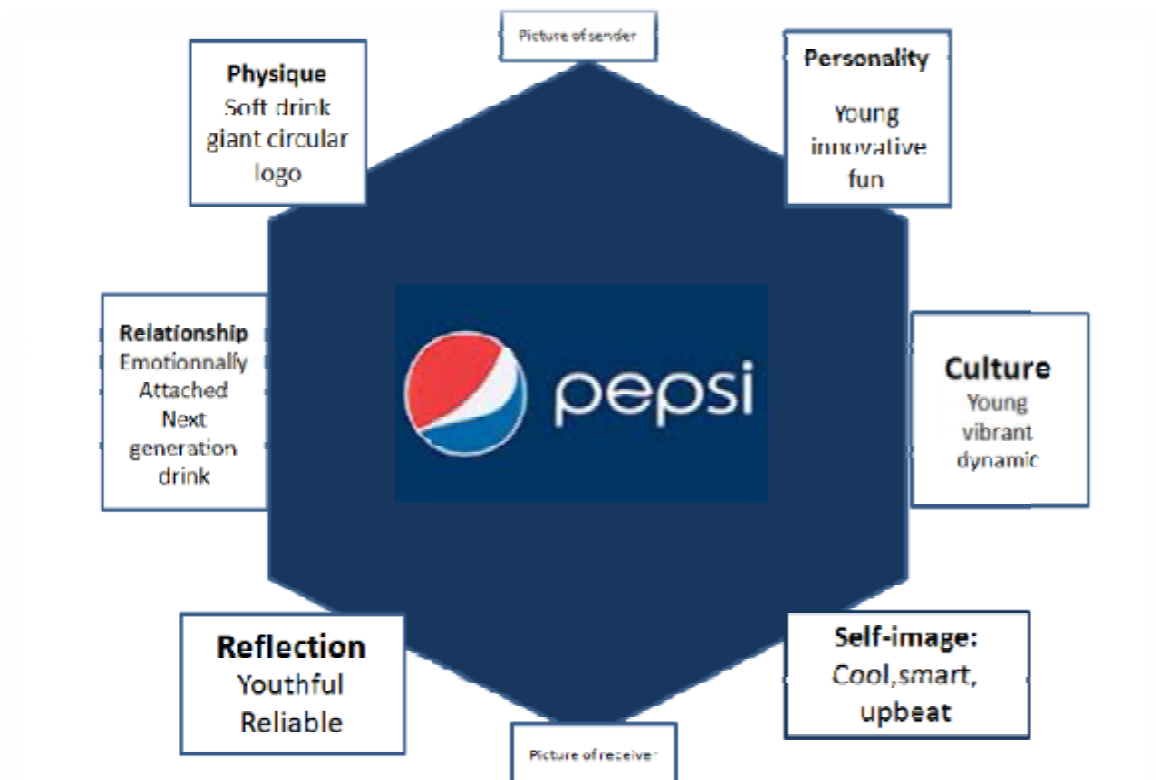 Picture of sender
Physique
Soft drink
giant circular
logo
Personality
Young
innovative
fun
Relationship
Emotionnally
Attached
Next
generation
drink
pepsi
Culture
Young
vibrant
dynamic
Reflection
Youthful
Reliable
Self-image:
Cool,smart,
upbeat
Picture of receiver